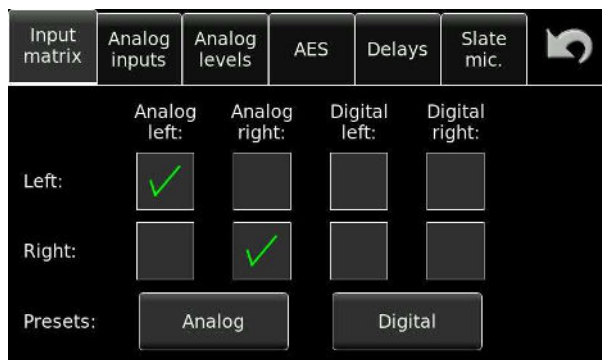 Input matrix
Analog inputs
Analog levels
AES
Delays
Slate mic.
Analog left:
Analog right:
Digital left:
Digital right:
Left:
Right:
Presets:
Analog
Digital